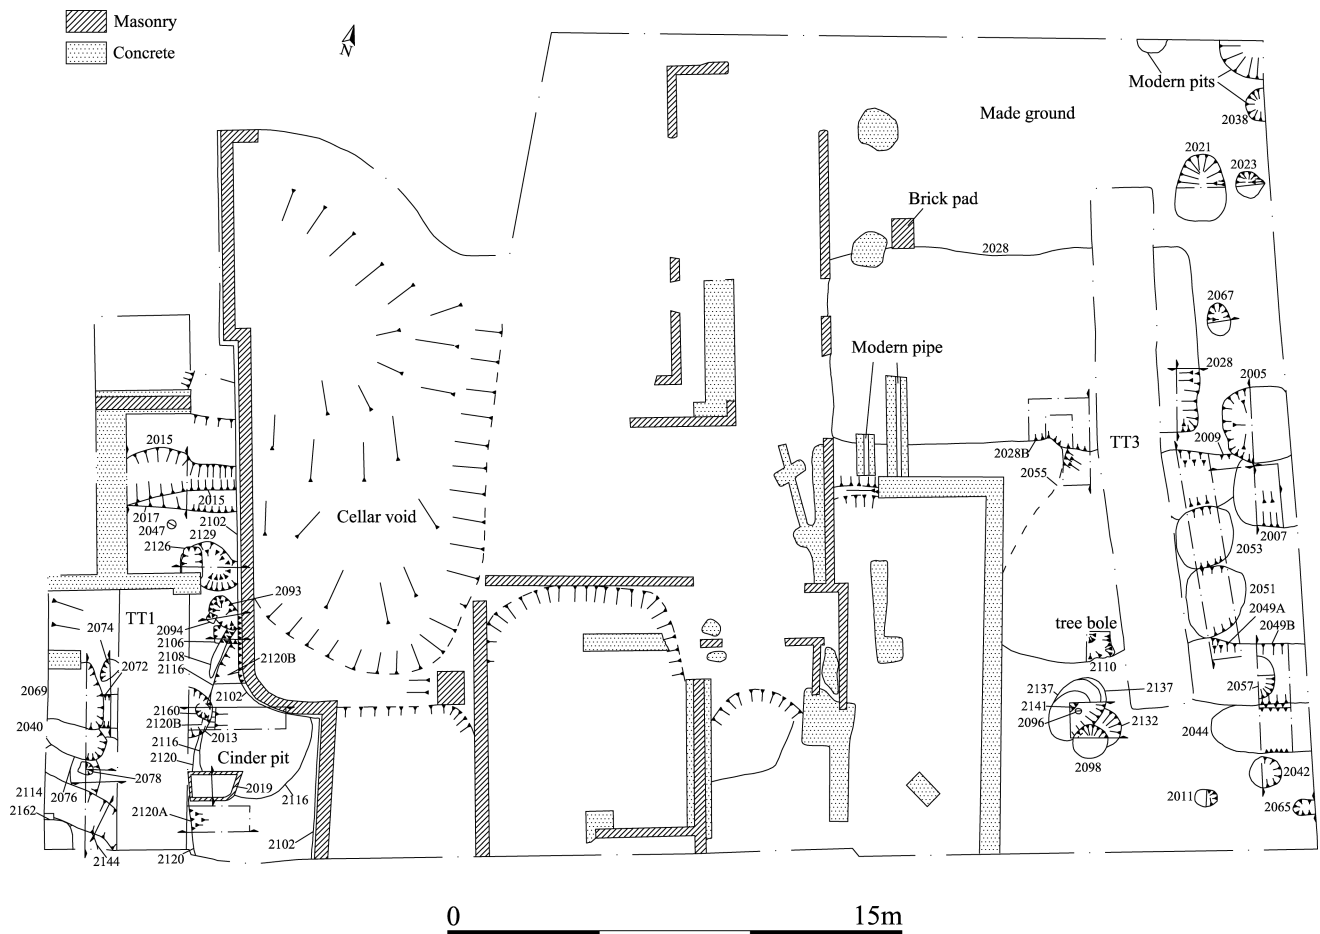 Masonry
Concrete
N
Modern pits
2038
Made ground
2021
2023
Brick pad
2028
2067
Modern pipe
2028
2005
2009
TT3
2028B
2055
2015
2015
2017
2102
2047
2129
2126
Cellar void
2007
2053
2051
2049A
2049B
TT1
2093
2074
2094
2106
2108
2116
2120B
2072
tree bole
2110
2069
2102
2057
2137
2137
2160
2141
2040
2120B
2096
2132
2013
2044
2116
Cinder pit
2120
2098
2078
2042
2114
2076
2019
2116
2011
2065
2162
2120A
2102
2144
2120
0 15m